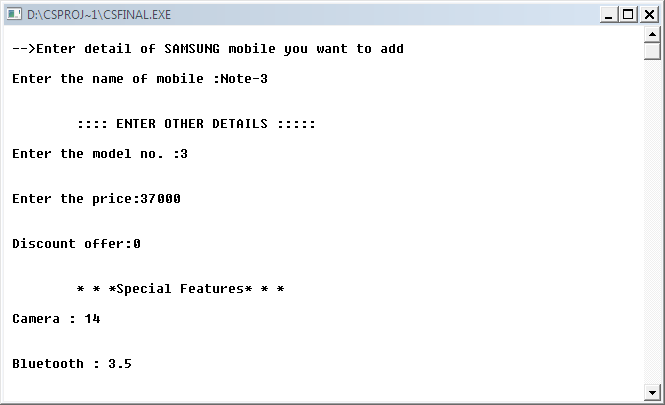 D:\CSPROJ~1\CSFINAL.EXE
-->Enter detail of SAMSUNG mobile you want to add
Enter the name of mobile :Note-3
:::: ENTER OTHER DETAILS :::::
Enter the model no. :3
Enter the price:37000
Discount offer:0
* * *Special Features* * *
Camera : 14
Bluetooth : 3.5